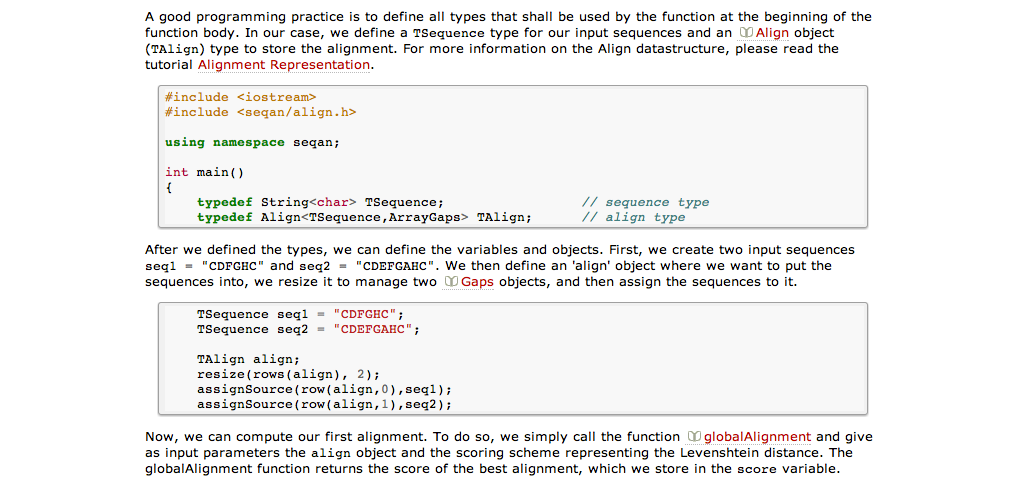 A good programming practice is to define all types that shall be used by the function at the beginning of the
function body. In our case, we define a TSequence type for our input sequences and an Align object
(TAlign) type to store the alignment. For more information on the Align datastructure, please read the
tutorial Alignment Representation.
#include <iostream>
#include <seqan/align.h>
using namespace seqan;
int main()
{
typedef String<char> TSequence; // sequence type
typedef Align<TSequence,ArrayGaps> TAlign; // align type
After we defined the types, we can define the variables and objects. First, we create two input sequences
seq1 = "CDFGHC" and seq2 = "CDEFGAHC". We then define an 'align' object where we want to put the
sequences into, we resize it to manage two Gaps objects, and then assign the sequences to it.
TSequence seq1 = "CDFGHC";
TSequence seq2 = "CDEFGAHC";
TAlign align;
resize(rows(align), 2);
assignSource(row(align,0),seq1);
assignSource(row(align,1),seq2);
Now, we can compute our first alignment. To do so, we simply call the function globalAlignment and give
as input parameters the align object and the scoring scheme representing the Levenshtein distance. The
globalAlignment function returns the score of the best alignment, which we store in the score variable.